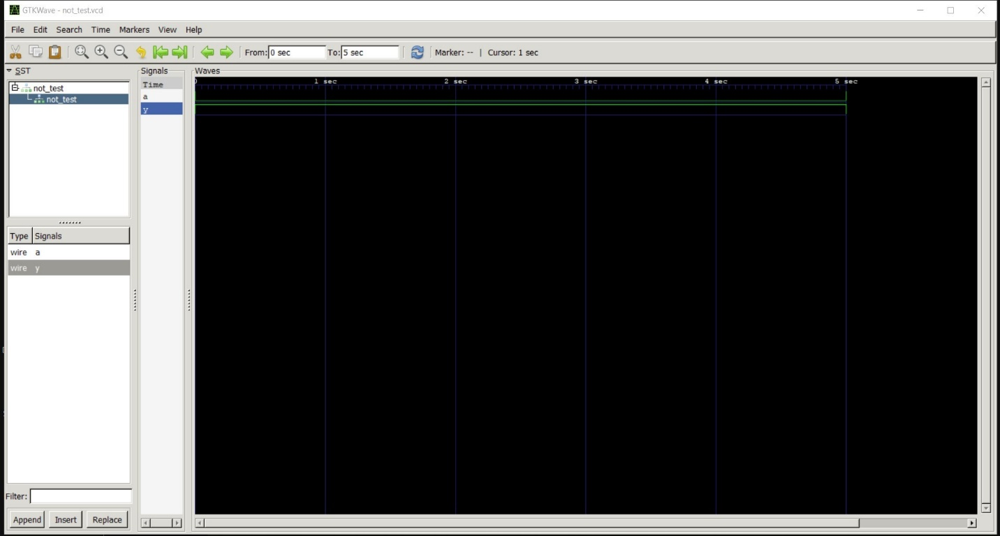 GTKWave - not_test.vcd
File Edit Search Time Markers View Help
From: 0 sec To: 5 sec Marker: -- | Cursor: 1 sec
SST
not_test
not_test
Type Signals
wire a
wire y
Filter:
Append Insert Replace
Signals
Time
a
y
Waves
0 1 sec 2 sec 3 sec 4 sec 5 sec